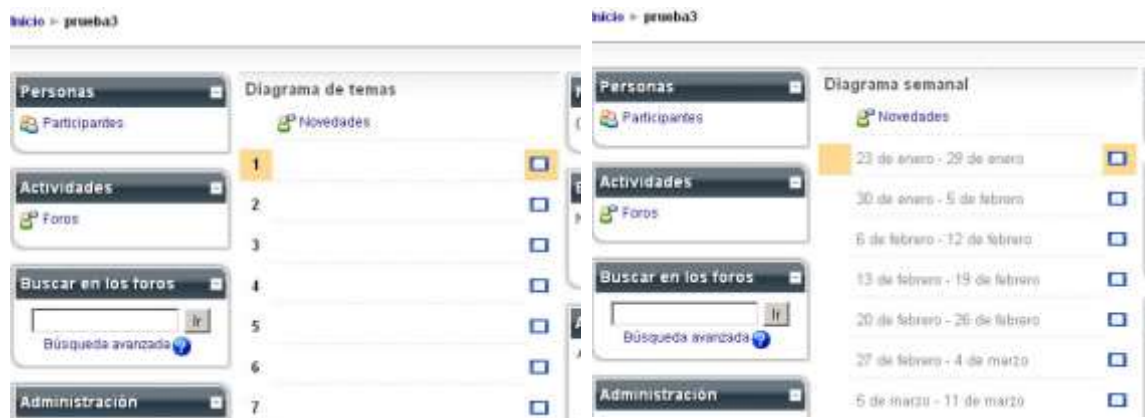 Inicio ► prueba3
Personas
Participantes
Actividades
Foros
Buscar en los foros
Ir
Búsqueda avanzada
Administración
Diagrama de temas
Novedades
1
2
3
4
5
6
7
Inicio ► prueba3
Personas
Participantes
Actividades
Foros
Buscar en los foros
Ir
Búsqueda avanzada
Administración
Diagrama semanal
Novedades
23 de enero - 29 de enero
30 de enero - 5 de febrero
6 de febrero - 12 de febrero
13 de febrero - 19 de febrero
20 de febrero - 26 de febrero
27 de febrero - 4 de marzo
5 de marzo - 11 de marzo